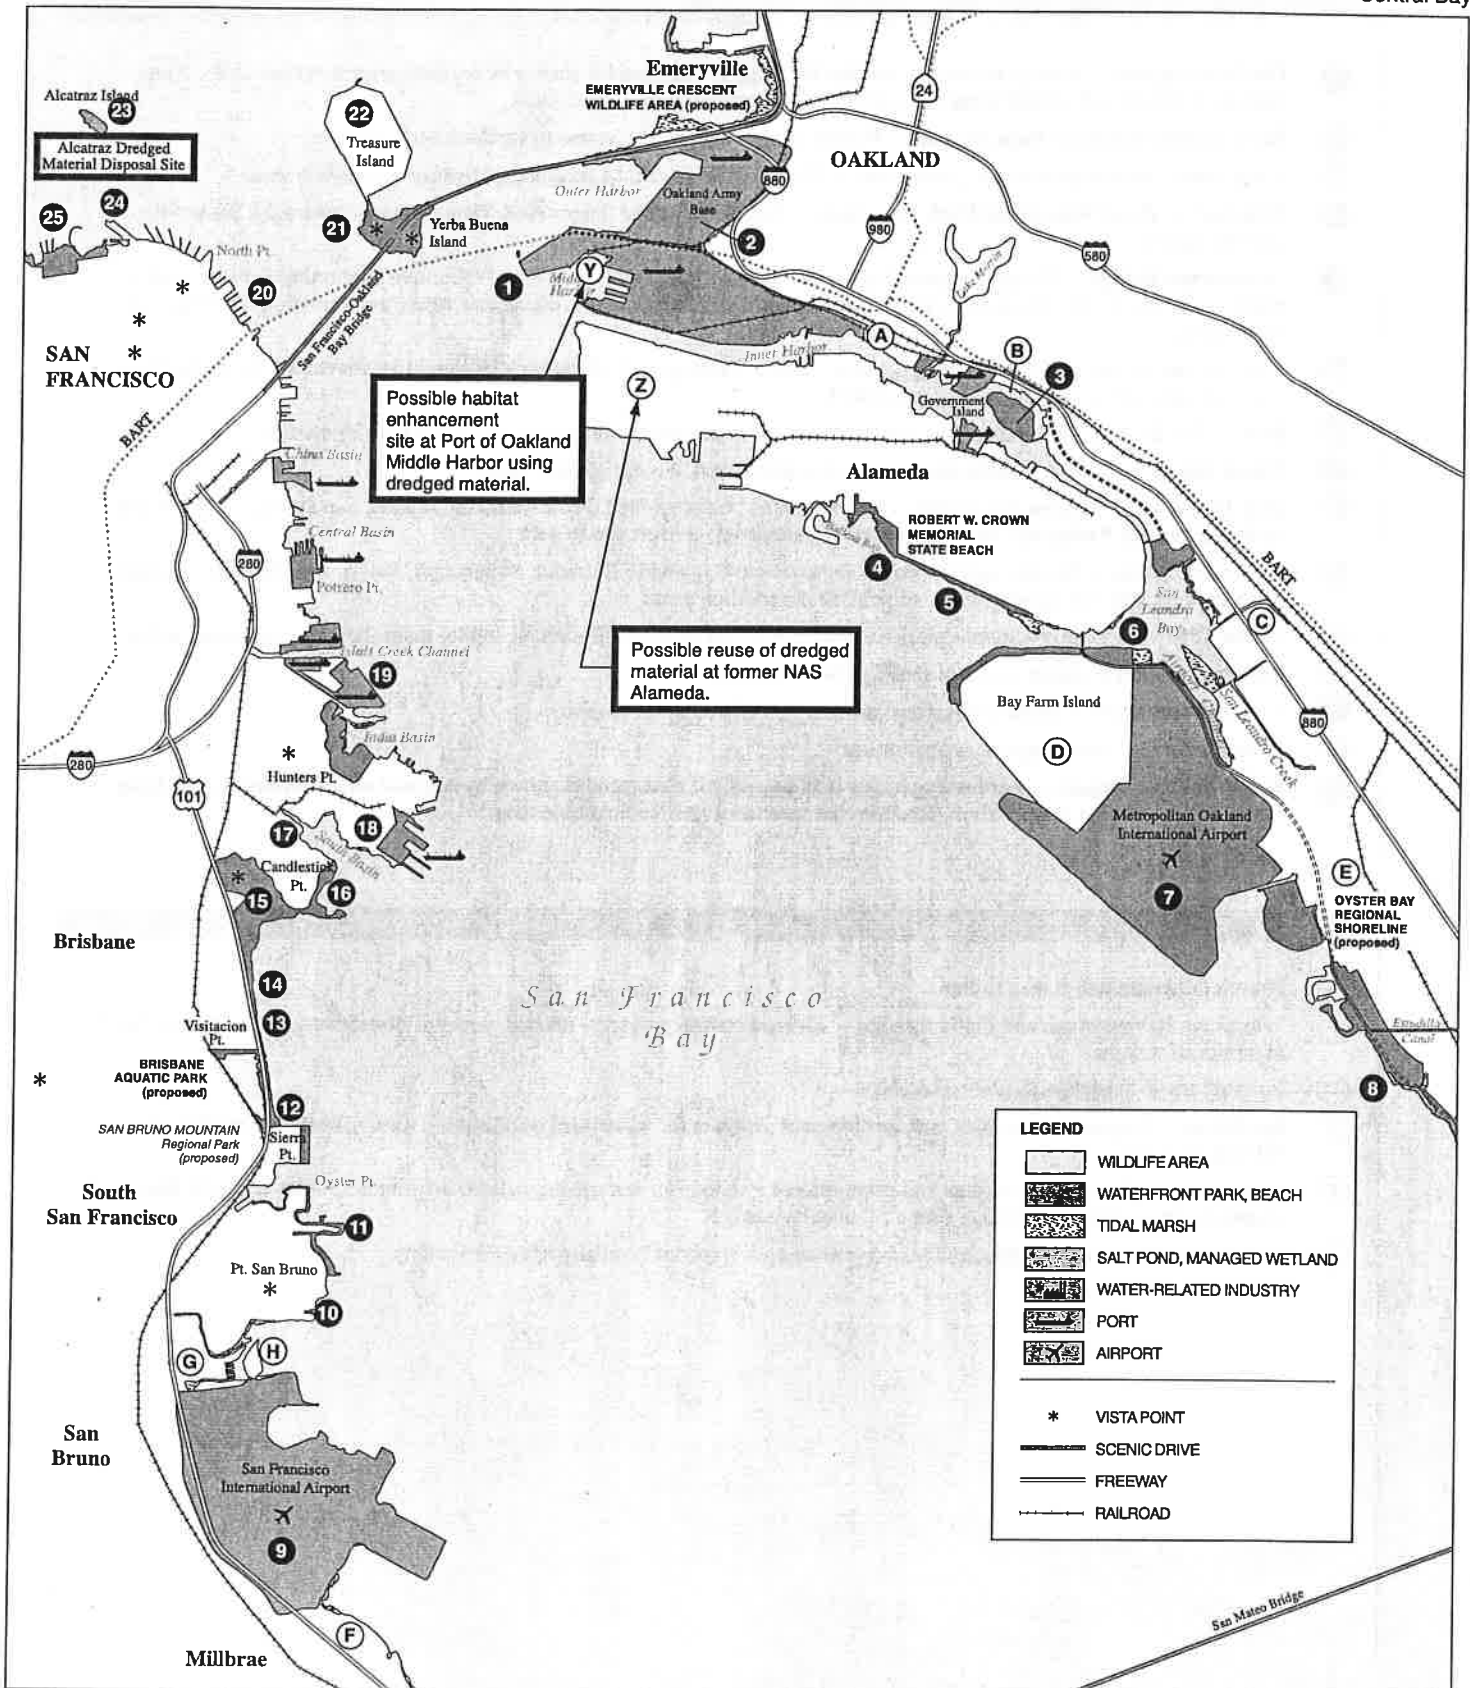 Central Bay
Emeryville
EMERYVILLE CRESCENT
WILDLIFE AREA (proposed)
24
Alcatraz Island
23
Alcatraz Dredged
Material Disposal Site
22
Treasure
Island
OAKLAND
880
Outer Harbor
Oakland Army
Base
24
25
North Pt.
21
Yerba Buena
Island
2
980
580
Lake Merritt
1
Y
Middle
Harbor
20
San Francisco-Oakland
Bay Bridge
SAN
FRANCISCO
BART
A
Inner Harbor
B
3
Government
Island
Z
Possible habitat
enhancement
site at Port of Oakland
Middle Harbor using
dredged material.
China Basin
Alameda
ROBERT W. CROWN
MEMORIAL
STATE BEACH
4
5
Central Basin
280
Potrero Pt.
BART
San
Leandro
Bay
6
C
Islais Creek Channel
19
Possible reuse of dredged
material at former NAS
Alameda.
Bay Farm Island
D
Airport
San Leandro Creek
880
India Basin
280
Hunters Pt.
101
17
18
South Basin
Candlestick
Pt.
15
16
Metropolitan Oakland
International Airport
7
E
OYSTER BAY
REGIONAL
SHORELINE
(proposed)
Brisbane
14
13
San Francisco
Bay
Visitacion
Pt.
BRISBANE
AQUATIC PARK
(proposed)
Estudillo
Canal
8
12
SAN BRUNO MOUNTAIN
Regional Park
(proposed)
Sierra
Pt.
Oyster Pt.
South
San Francisco
11
Pt. San Bruno
10
G
H
San
Bruno
San Francisco
International Airport
9
F
Millbrae
LEGEND
WILDLIFE AREA
WATERFRONT PARK, BEACH
TIDAL MARSH
SALT POND, MANAGED WETLAND
WATER-RELATED INDUSTRY
PORT
AIRPORT
VISTA POINT
SCENIC DRIVE
FREEWAY
RAILROAD
San Mateo Bridge